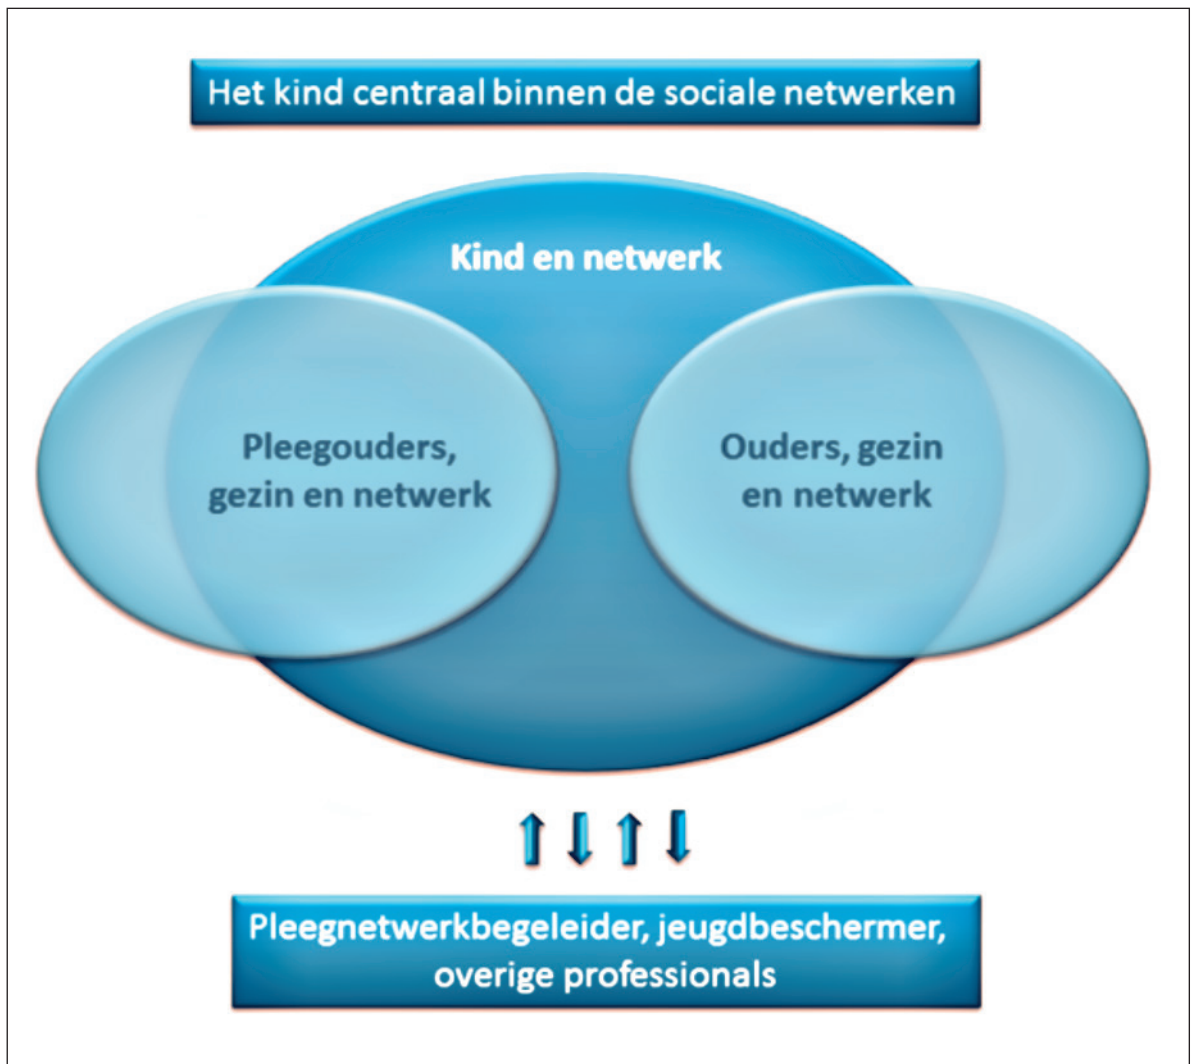 Het kind centraal binnen de sociale netwerken
Kind en netwerk
Pleegouders,
gezin en netwerk
Ouders, gezin
en netwerk
Pleegnetwerkbegeleider, jeugdbeschermer,
overige professionals